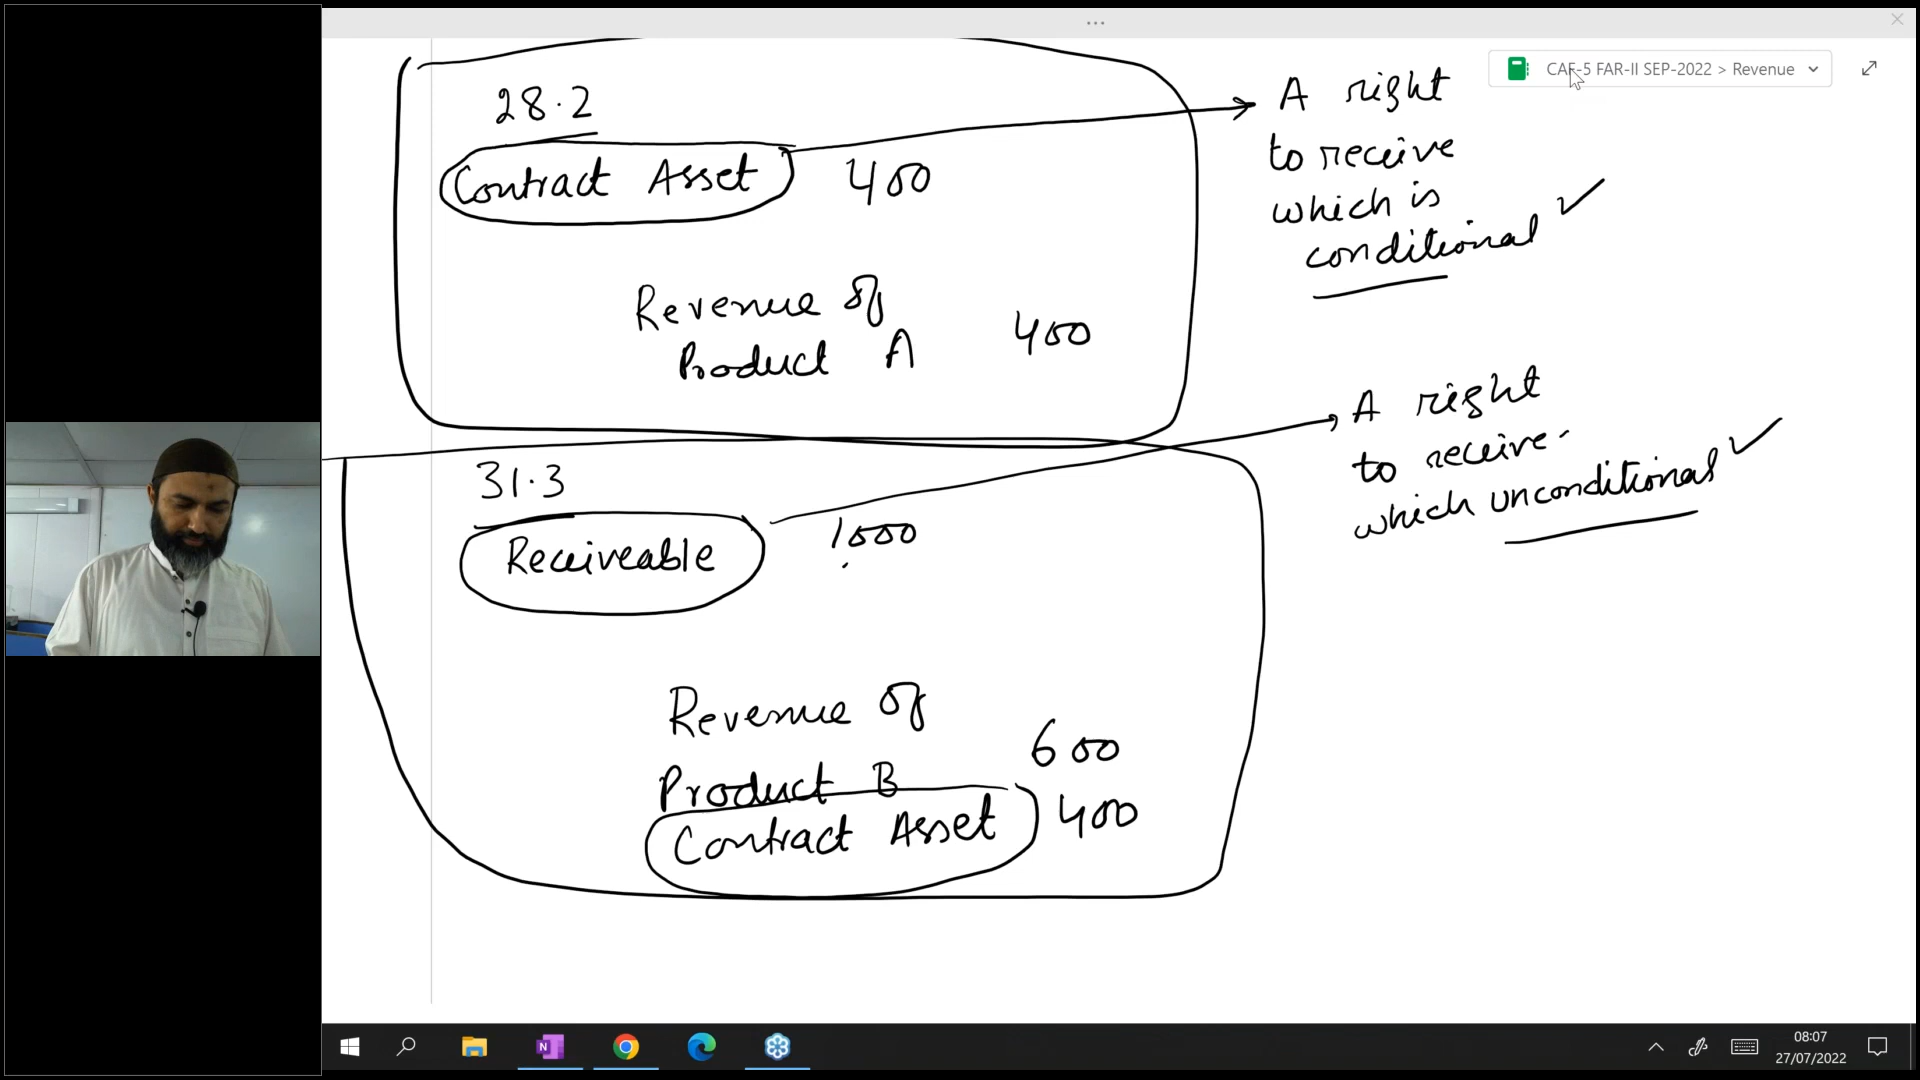 CAF-5 FAR-II SEP-2022 > Revenue
28.2
Contract Asset 400
Revenue of
Product A 400
A right
to receive
which is
conditional ✓
31.3
Receiveable 1000
Revenue of
Product B 600
Contract Asset 400
A right
to receive
which unconditional ✓
08:07
27/07/2022